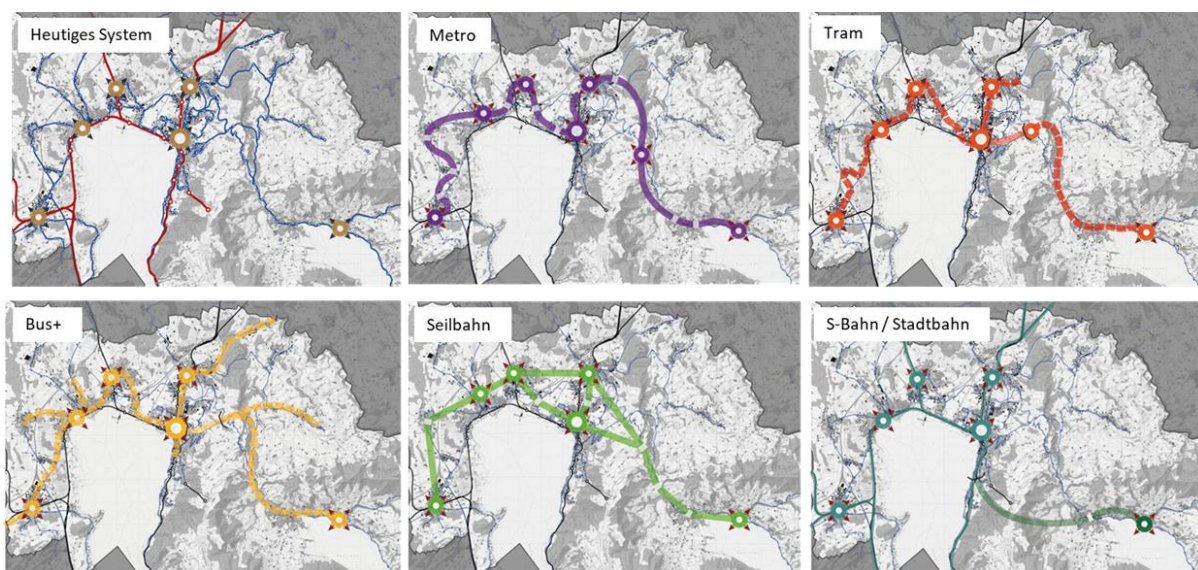 Heutiges System
Metro
Tram
Bus+
Seilbahn
S-Bahn / Stadtbahn